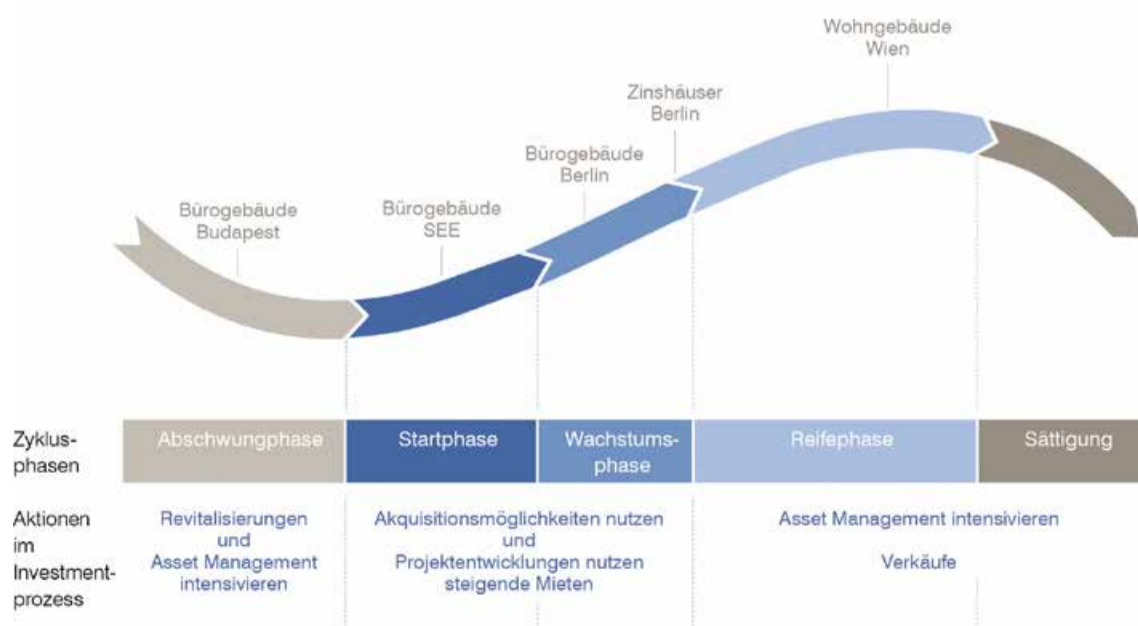 Wohngebäude
Wien
Zinshäuser
Berlin
Bürogebäude
Berlin
Bürogebäude
Budapest
Bürogebäude
SEE
Zyklus-
phasen
Abschwungphase
Startphase
Wachstums-
phase
Reifephase
Sättigung
Aktionen
im
Investment-
prozess
Revitalisierungen
und
Asset Management
intensivieren
Akquisitionsmöglichkeiten nutzen
und
Projektentwicklungen nutzen
steigende Mieten
Asset Management intensivieren
Verkäufe